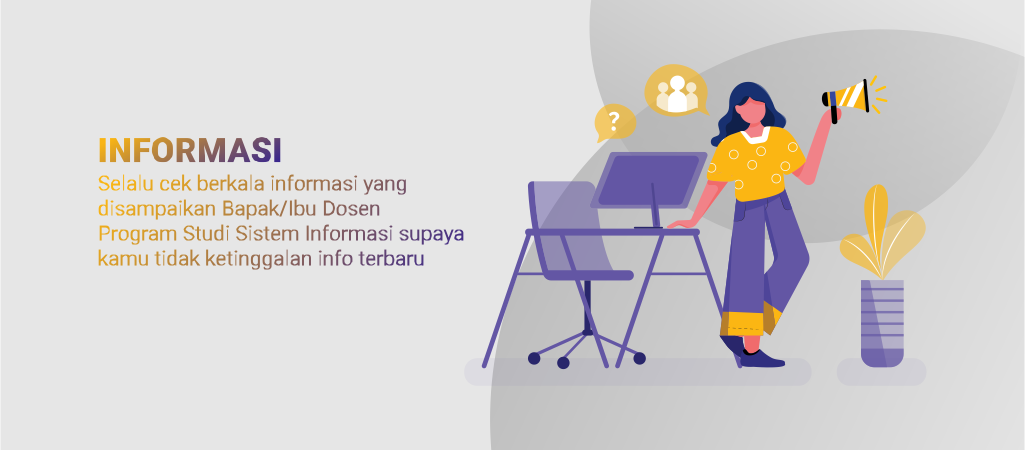 INFORMASI
Selalu cek berkala informasi yang
disampaikan Bapak/Ibu Dosen
Program Studi Sistem Informasi supaya
kamu tidak ketinggalan info terbaru
?